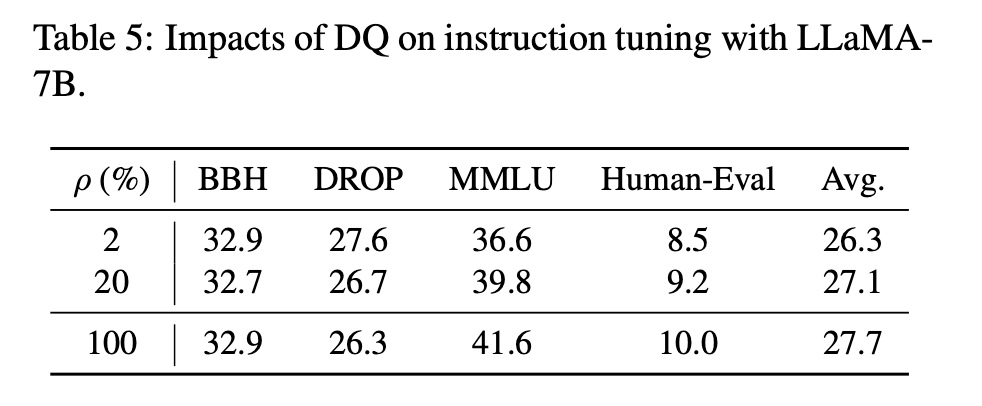 Table 5: Impacts of DQ on instruction tuning with LLaMA-
7B.
ρ (%) BBH DROP MMLU Human-Eval Avg.
2 32.9 27.6 36.6 8.5 26.3
20 32.7 26.7 39.8 9.2 27.1
100 32.9 26.3 41.6 10.0 27.7